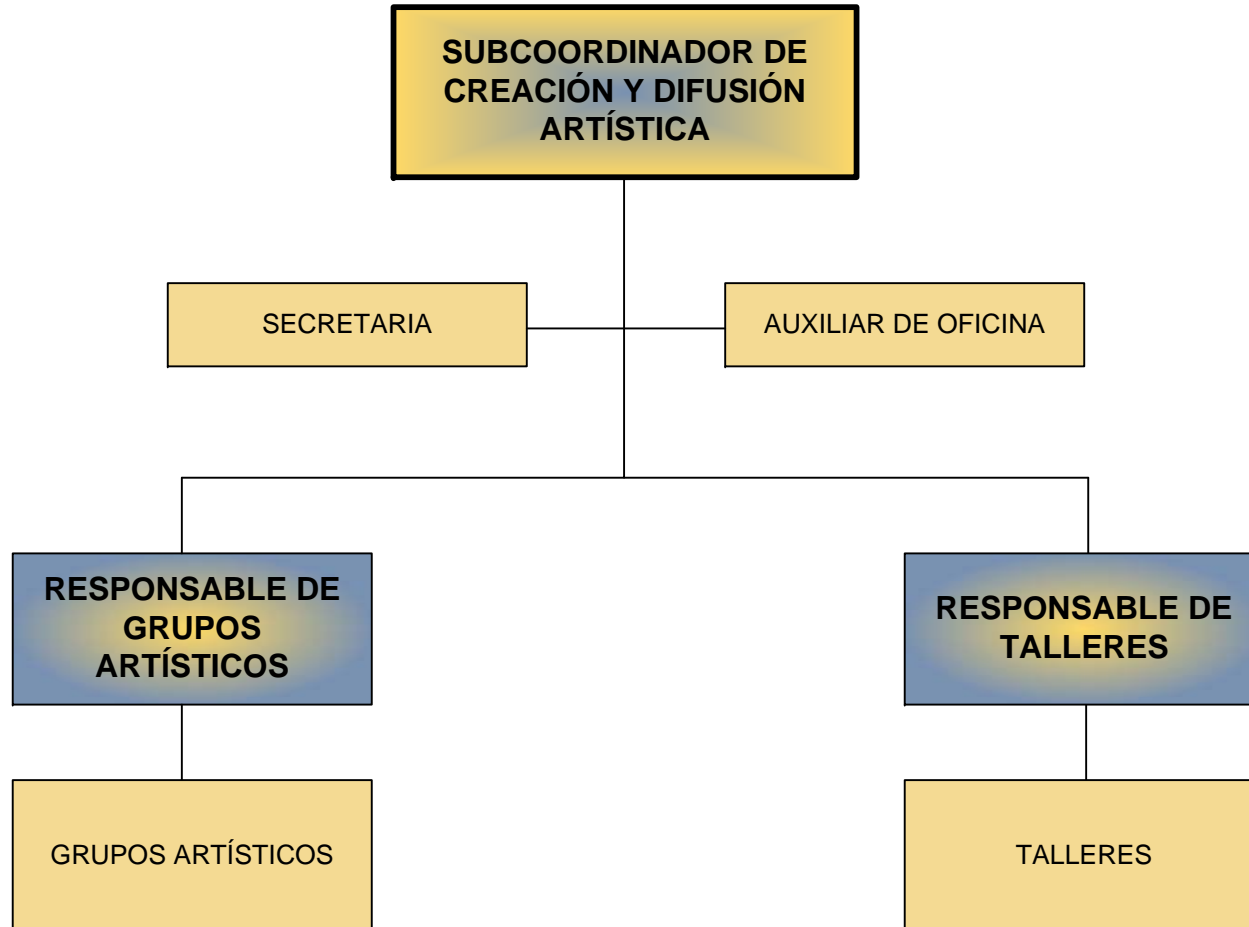 SUBCOORDINADOR DE
CREACIÓN Y DIFUSIÓN
ARTÍSTICA
SECRETARIA
AUXILIAR DE OFICINA
RESPONSABLE DE
GRUPOS
ARTÍSTICOS
RESPONSABLE DE
TALLERES
GRUPOS ARTÍSTICOS
TALLERES